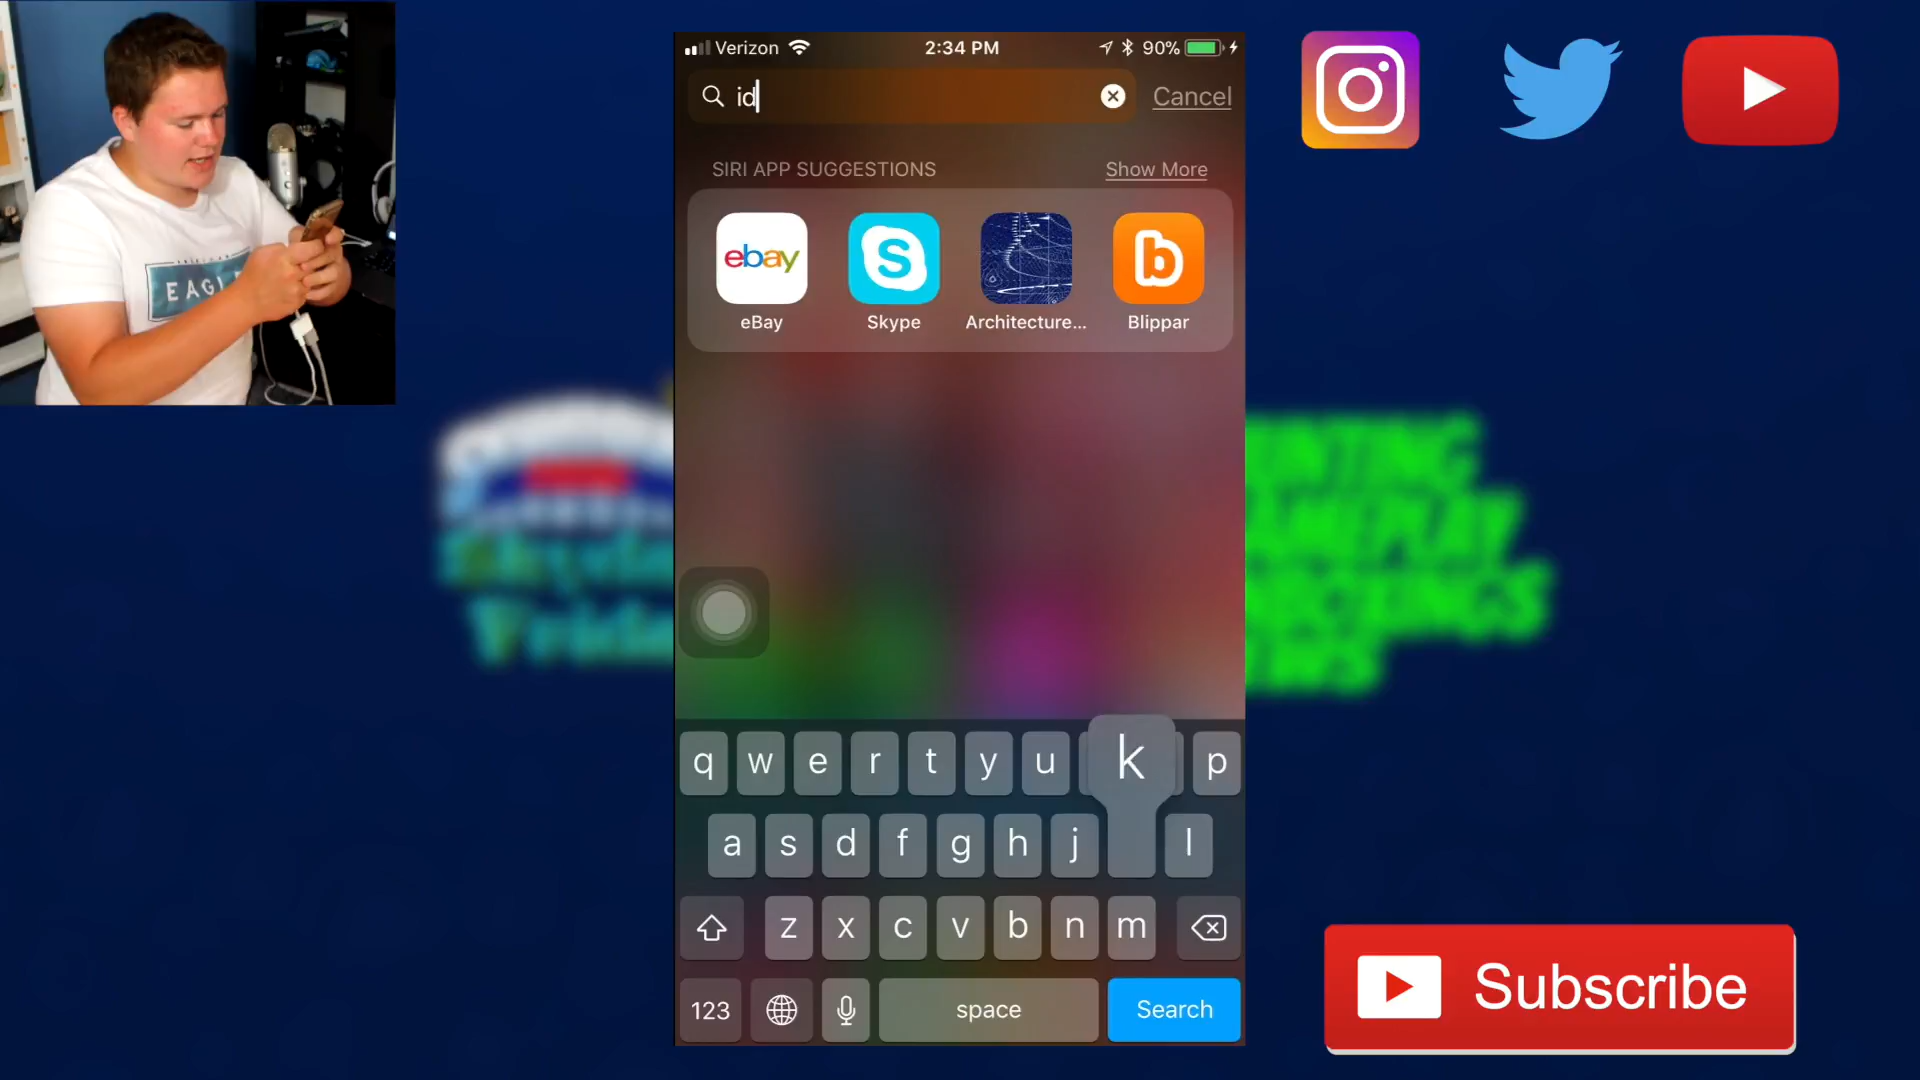 Verizon 2:34 PM 90%
id Cancel
SIRI APP SUGGESTIONS Show More
ebay S b
eBay Skype Architecture... Blippar
q w e r t y u k p
a s d f g h j l
z x c v b n m
123 space Search
EAGL
Subscribe